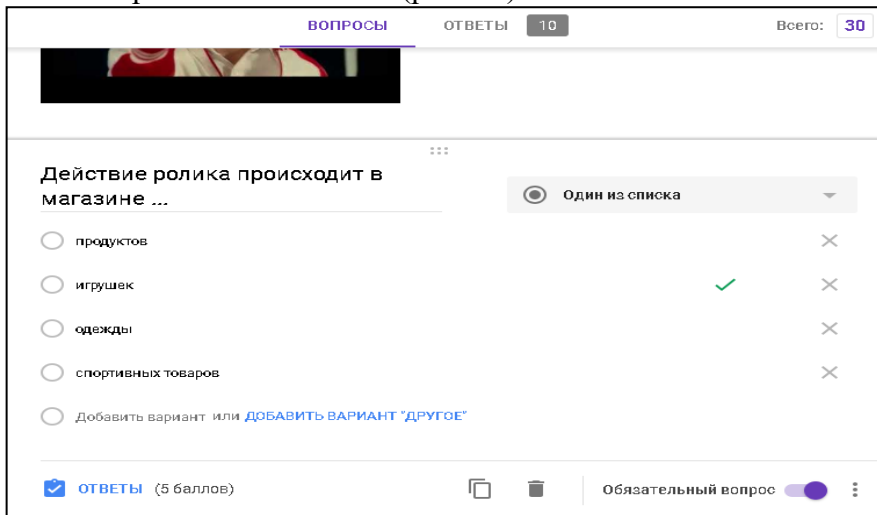 ВОПРОСЫ ОТВЕТЫ 10 Всего: 30
Действие ролика происходит в
магазине ...
Один из списка
продуктов
игрушек
одежды
спортивных товаров
Добавить вариант или ДОБАВИТЬ ВАРИАНТ "ДРУГОЕ"
ОТВЕТЫ (5 баллов) Обязательный вопрос